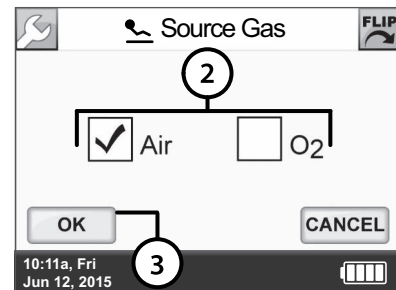 Source Gas
FLIP
2
Air
O2
OK
CANCEL
3
10:11a, Fri
Jun 12, 2015